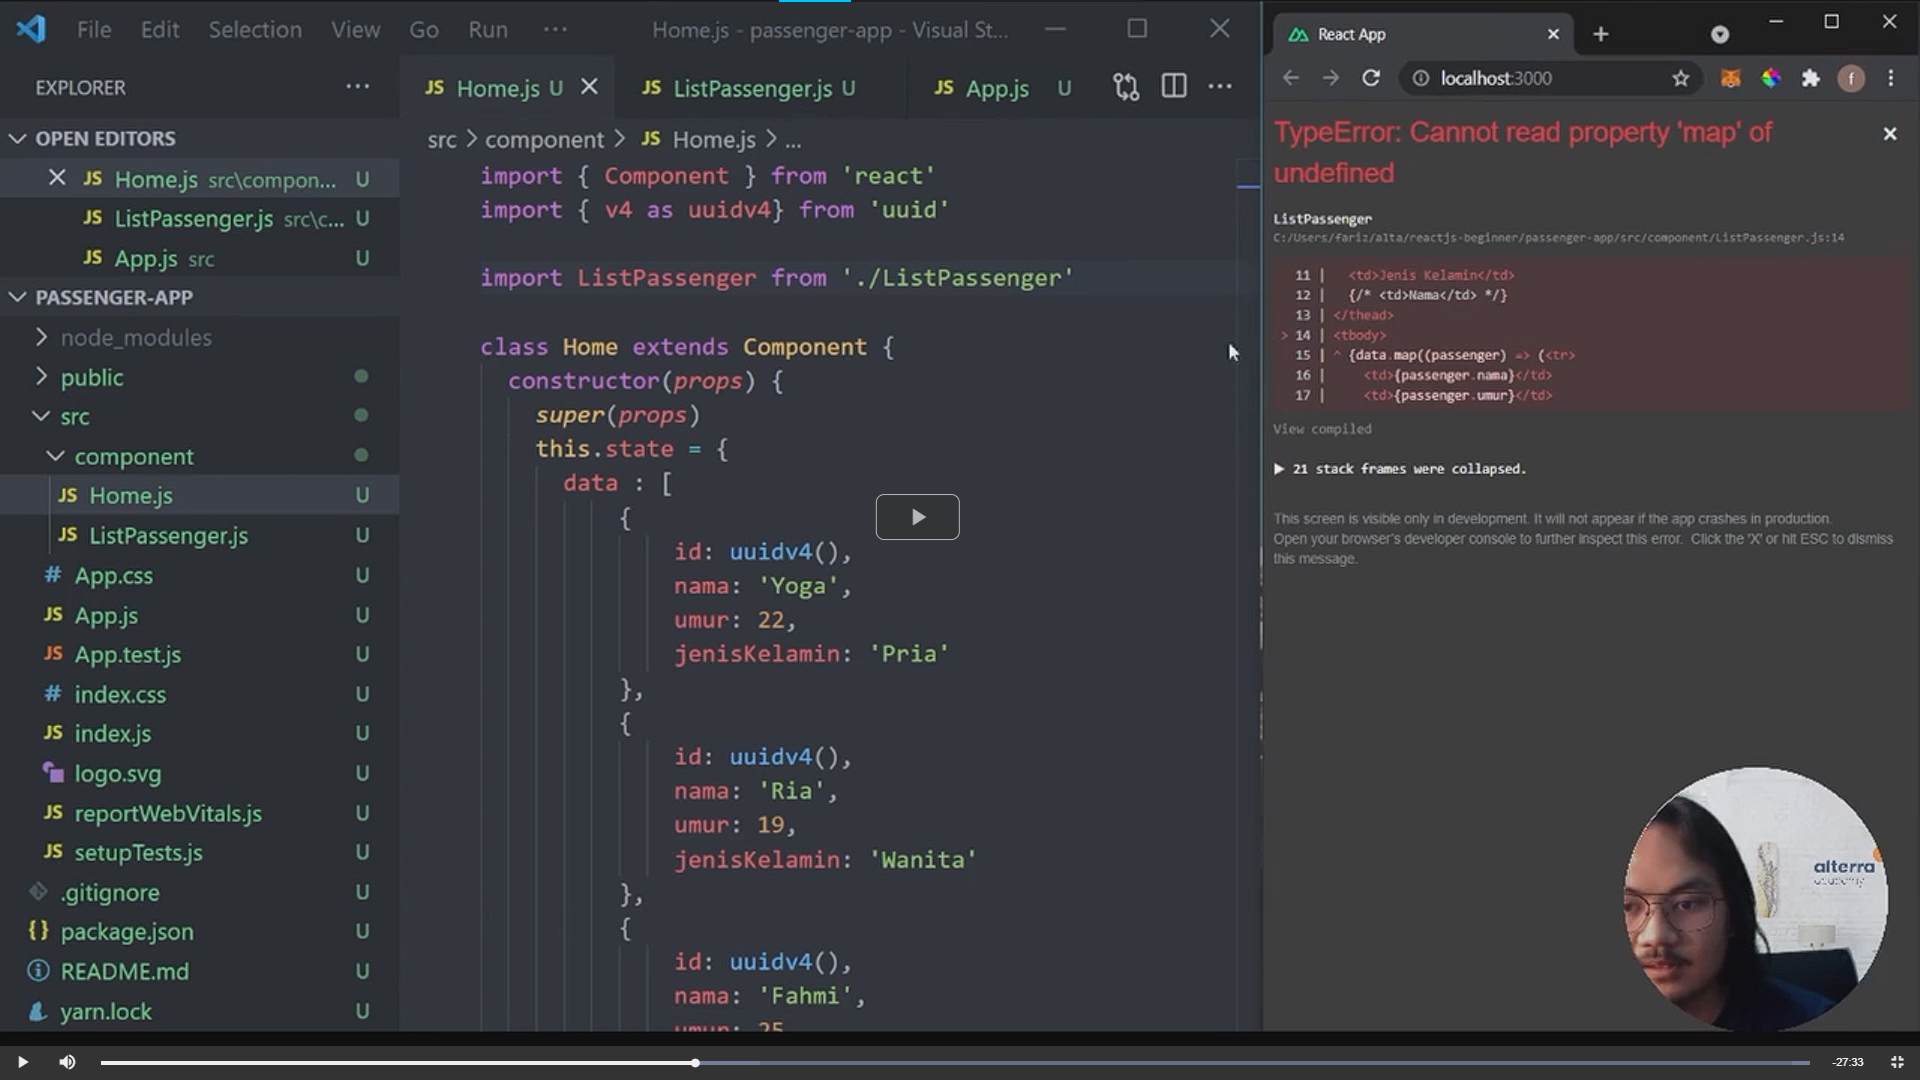 File Edit Selection View Go Run ··· Home.js - passenger-app - Visual St...
EXPLORER ···
OPEN EDITORS
JS Home.js src\compon... U
JS ListPassenger.js src\c... U
JS App.js src U
PASSENGER-APP
node_modules
public
src
component
JS Home.js U
JS ListPassenger.js U
# App.css U
JS App.js U
JS App.test.js U
# index.css U
JS index.js U
logo.svg U
JS reportWebVitals.js U
JS setupTests.js U
.gitignore U
{} package.json U
README.md U
yarn.lock U
JS Home.js U JS ListPassenger.js U JS App.js U ···
src > component > JS Home.js > ...
import { Component } from 'react'
import { v4 as uuidv4} from 'uuid'
import ListPassenger from './ListPassenger'
class Home extends Component {
constructor(props) {
super(props)
this.state = {
data : [
{
id: uuidv4(),
nama: 'Yoga',
umur: 22,
jenisKelamin: 'Pria'
},
{
id: uuidv4(),
nama: 'Ria',
umur: 19,
jenisKelamin: 'Wanita'
},
{
id: uuidv4(),
nama: 'Fahmi',
umur: 25
React App
localhost:3000
f
TypeError: Cannot read property 'map' of
undefined
ListPassenger
C:/Users/fariz/alta/reactjs-beginner/passenger-app/src/component/ListPassenger.js:14
11 | <td>Jenis Kelamin</td>
12 | {/* <td>Nama</td> */}
13 | </thead>
> 14 | <tbody>
15 | ^ {data.map((passenger) => (<tr>
16 | <td>{passenger.nama}</td>
17 | <td>{passenger.umur}</td>
View compiled
▶ 21 stack frames were collapsed.
This screen is visible only in development. It will not appear if the app crashes in production.
Open your browser's developer console to further inspect this error. Click the 'X' or hit ESC to dismiss
this message.
alterra
academy
-27:33